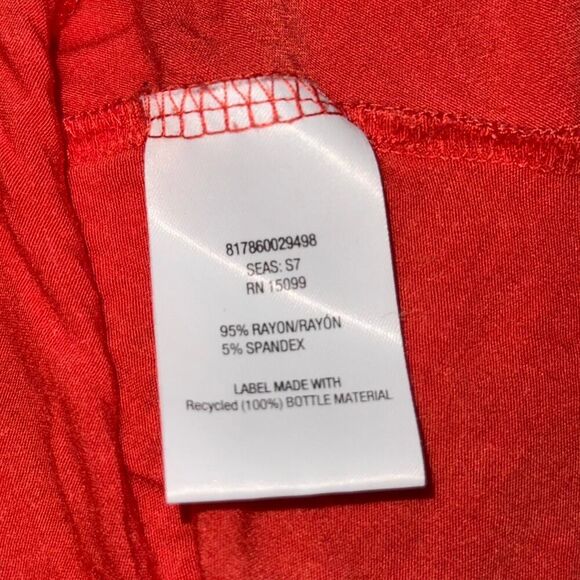 817860029498
SEAS: S7
RN 15099
95% RAYON/RAYÓN
5% SPANDEX
LABEL MADE WITH
Recycled (100%) BOTTLE MATERIAL